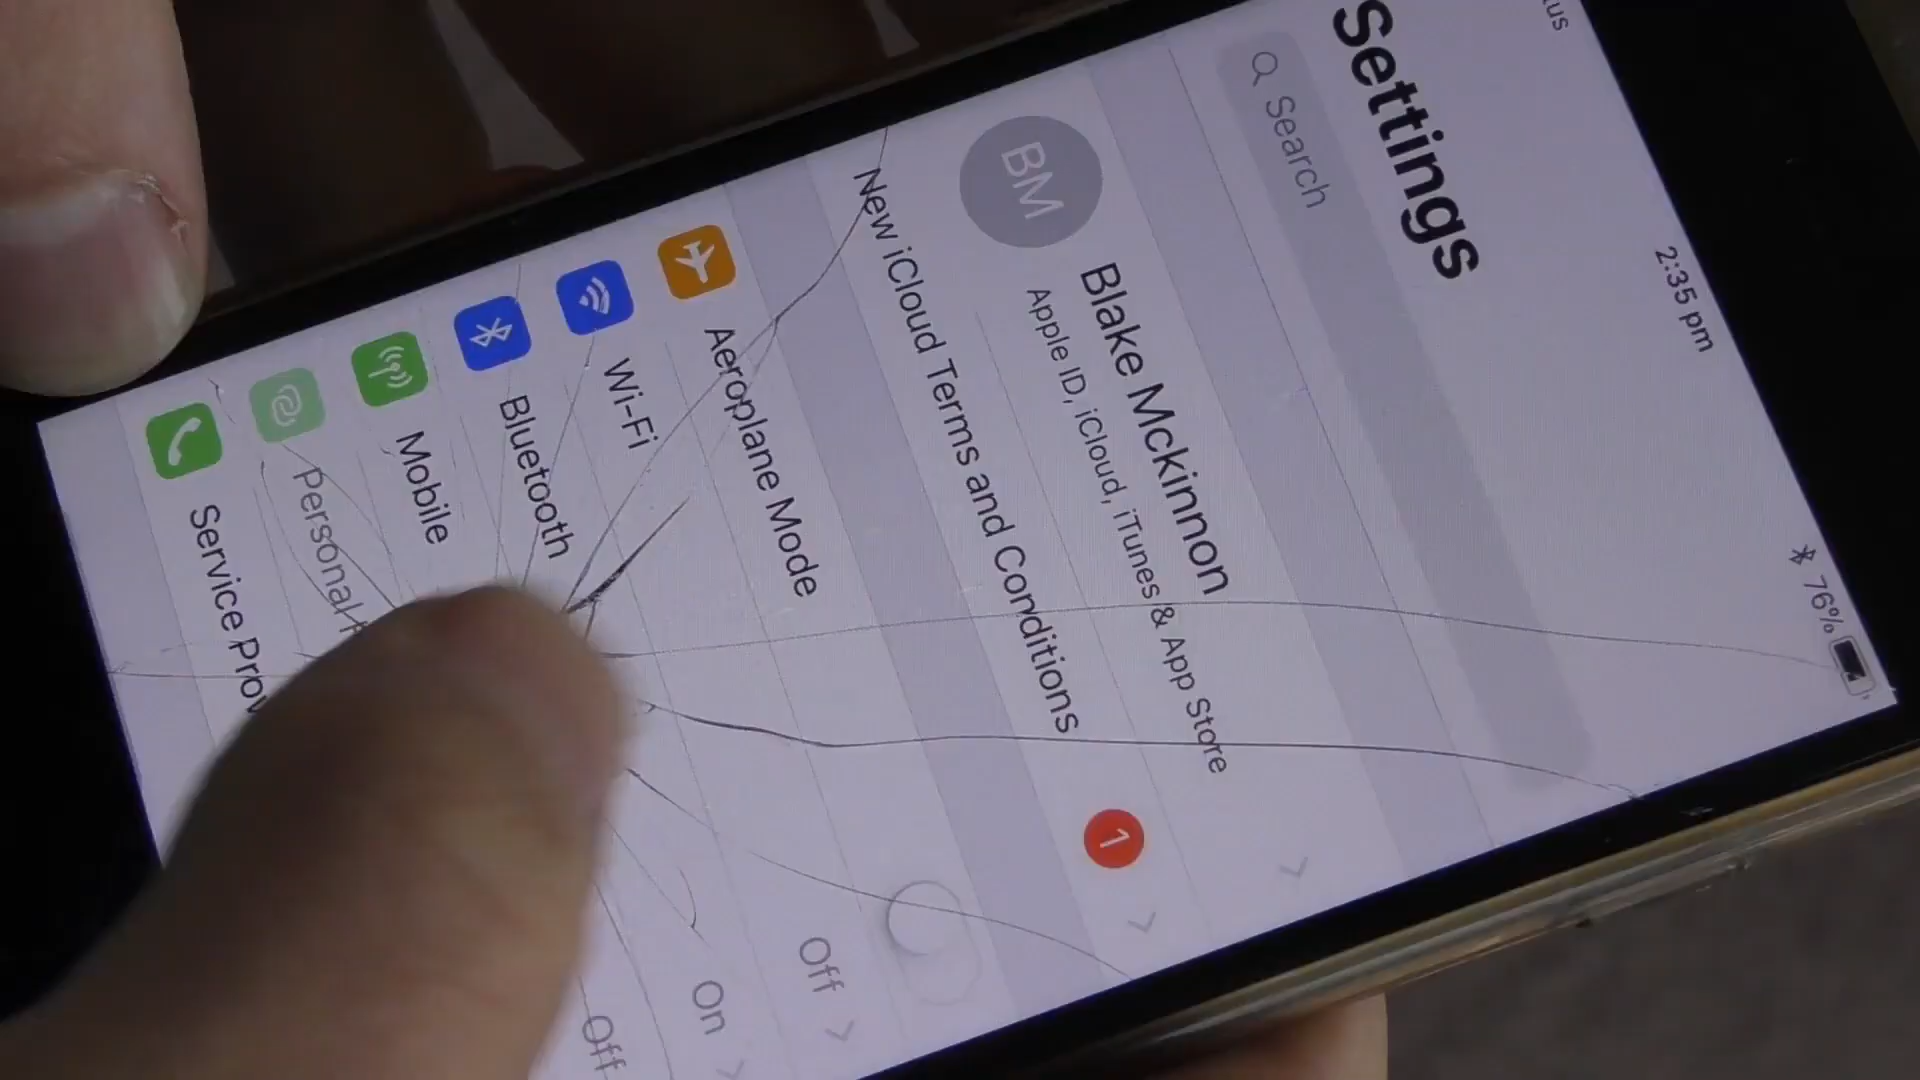 2:35 pm
76%
Settings
Search
BM
Blake Mckinnon
Apple ID, iCloud, iTunes & App Store
New iCloud Terms and Conditions
1
Aeroplane Mode
Wi-Fi
Off
Bluetooth
On
Mobile
Off
Personal
Service